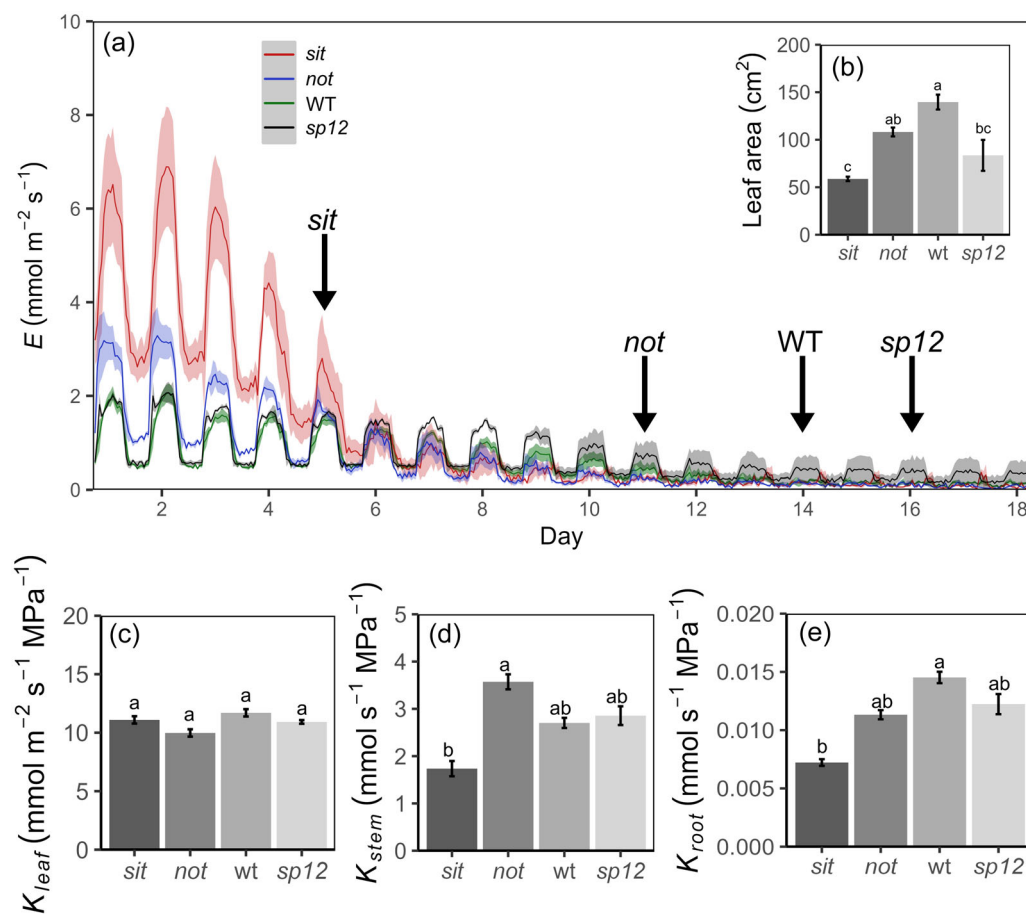 (a)
sit
not
WT
sp12
10
8
6
4
2
0
E (mmol m⁻² s⁻¹)
sit
not
WT
sp12
2 4 6 8 10 12 14 16 18
Day
(b)
200
150
100
50
0
Leaf area (cm²)
c
ab
a
bc
sit not wt sp12
(c)
20
15
10
5
0
K_leaf (mmol m⁻² s⁻¹ MPa⁻¹)
a
a
a
a
sit not wt sp12
(d)
5
4
3
2
1
0
K_stem (mmol s⁻¹ MPa⁻¹)
b
a
ab
ab
sit not wt sp12
(e)
0.020
0.015
0.010
0.005
0.000
K_root (mmol s⁻¹ MPa⁻¹)
b
ab
a
ab
sit not wt sp12